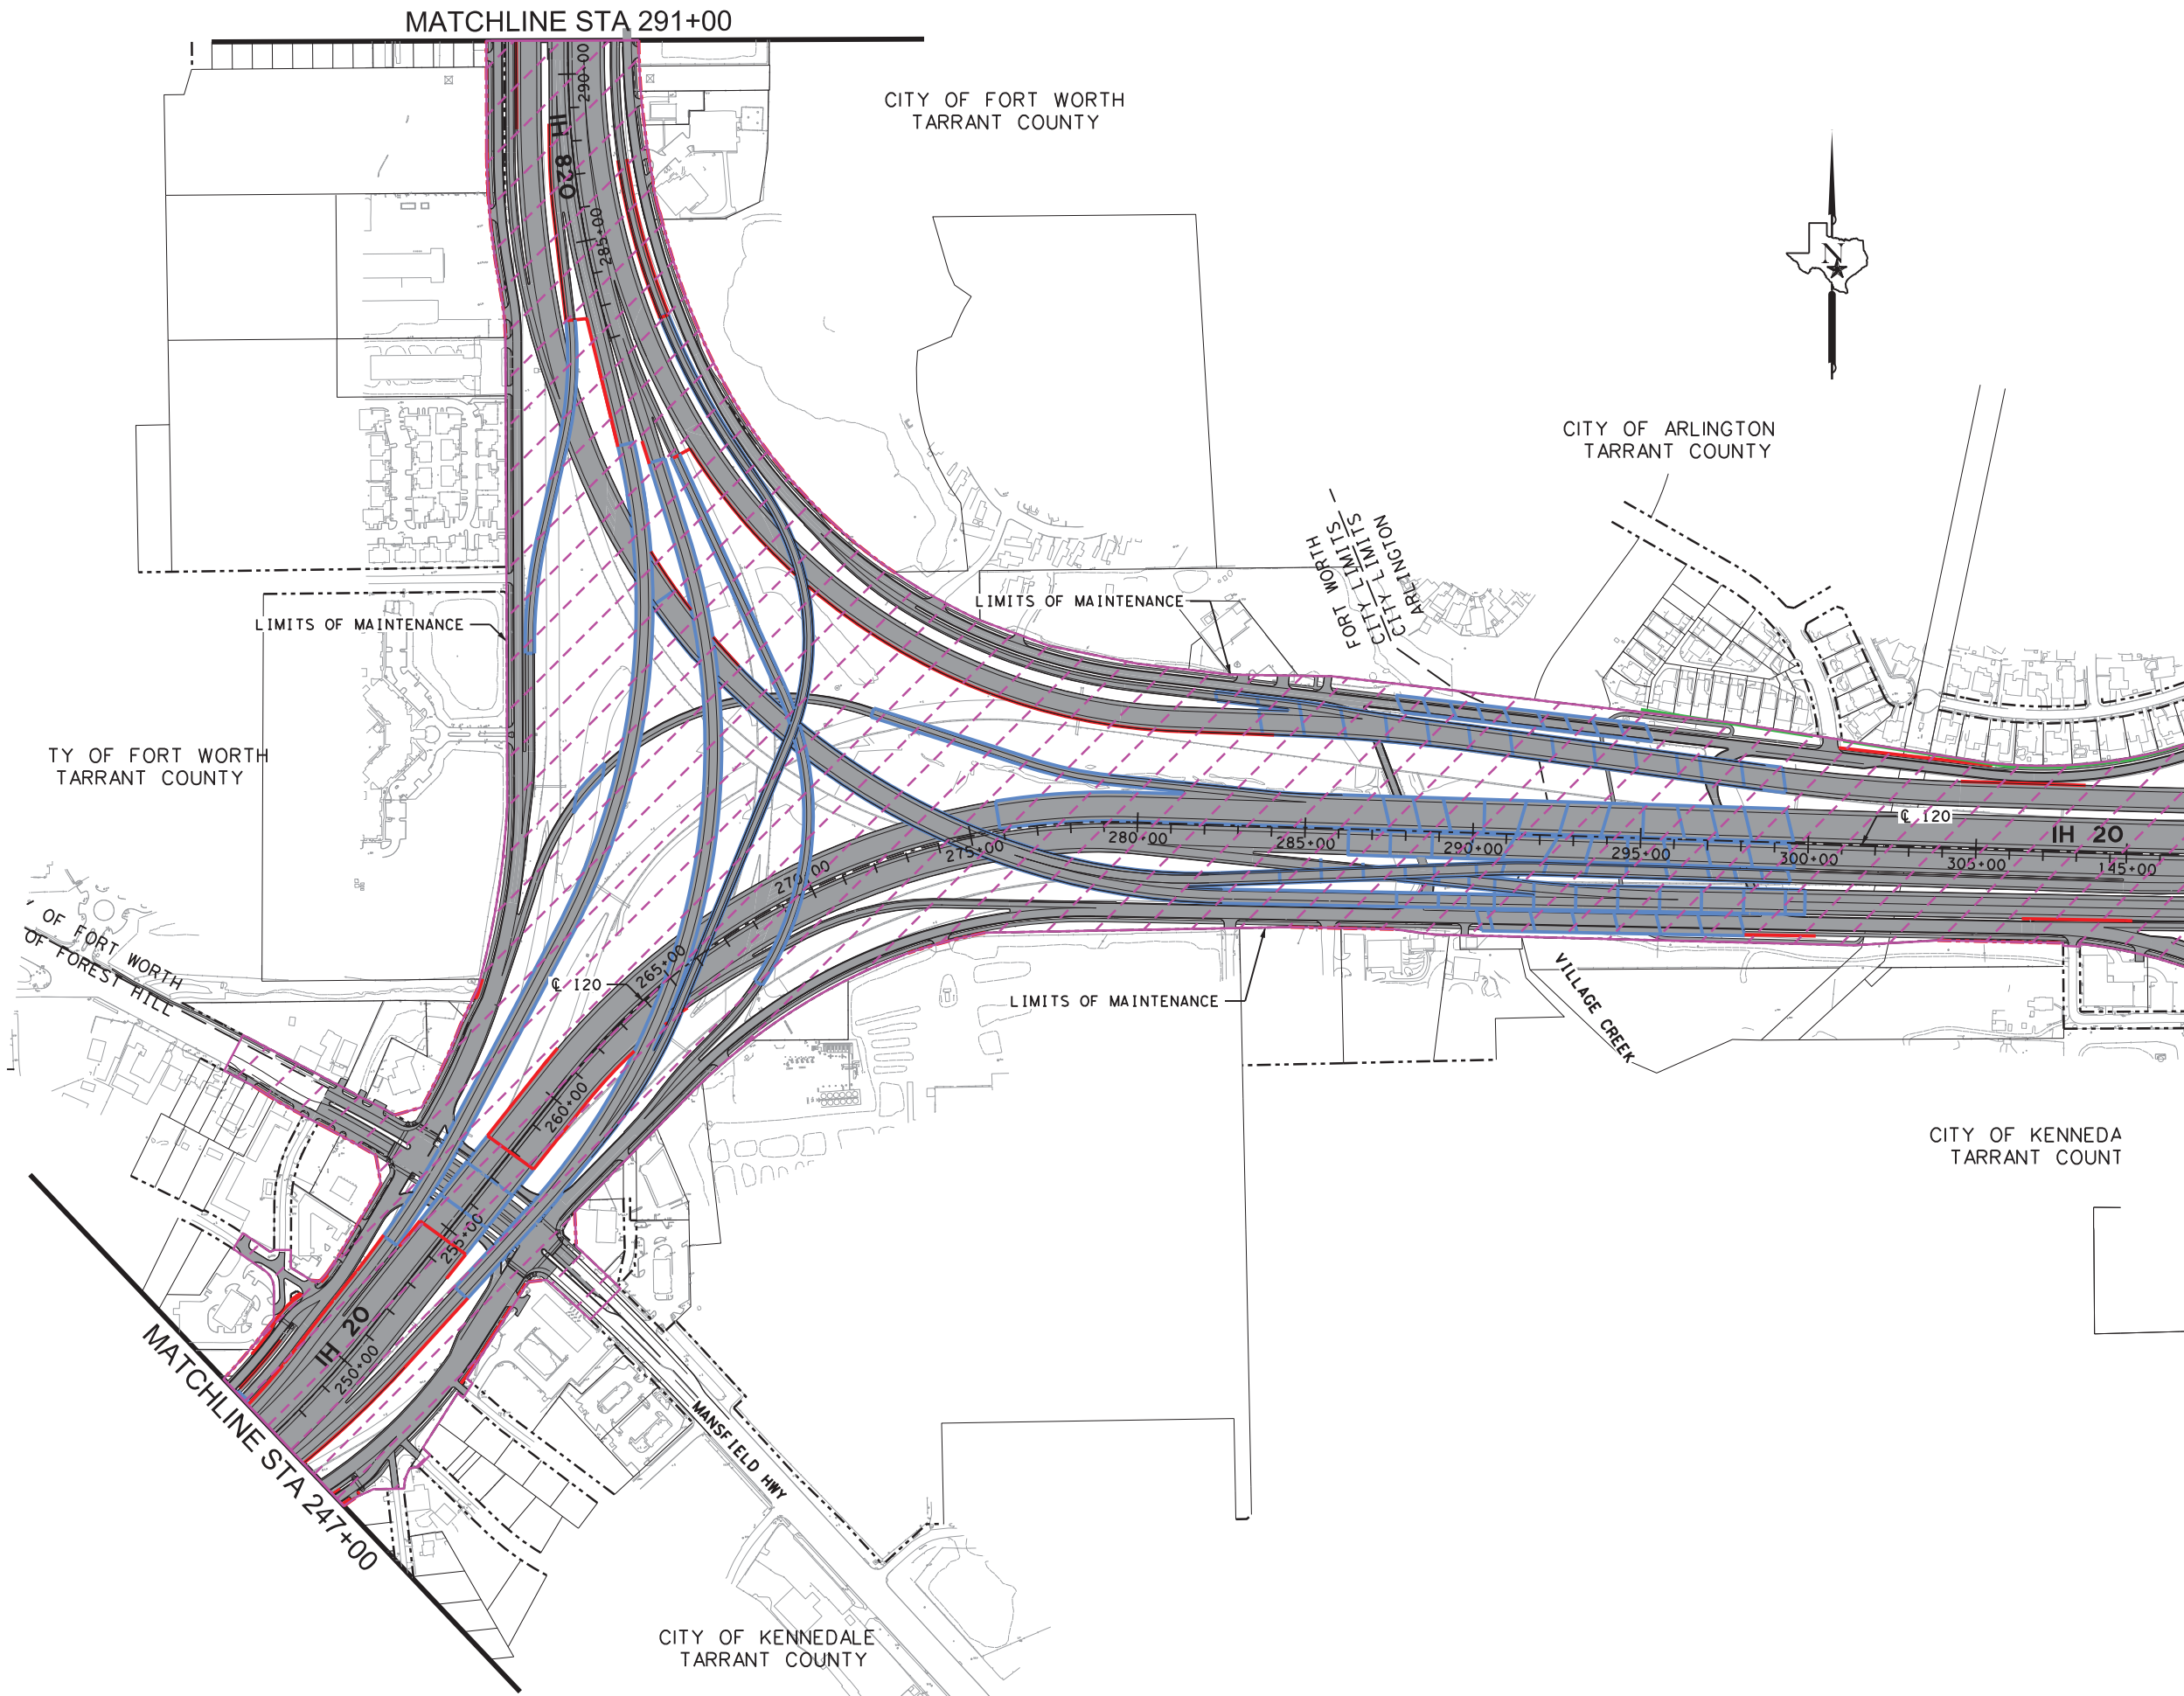 MATCHLINE STA 291+00
290+00
IH 820
285+00
CITY OF FORT WORTH
TARRANT COUNTY
N
CITY OF ARLINGTON
TARRANT COUNTY
FORT WORTH
CITY LIMITS
CITY LIMITS
ARLINGTON
LIMITS OF MAINTENANCE
LIMITS OF MAINTENANCE
TY OF FORT WORTH
TARRANT COUNTY
℄ I20
IH 20
270+00
275+00
280+00
285+00
290+00
295+00
300+00
305+00
145+00
OF FORT WORTH
OF FOREST HILL
℄ I20
265+00
LIMITS OF MAINTENANCE
VILLAGE CREEK
260+00
255+00
IH 20
250+00
CITY OF KENNEDA
TARRANT COUNT
MATCHLINE STA 247+00
MANSFIELD HWY
CITY OF KENNEDALE
TARRANT COUNTY